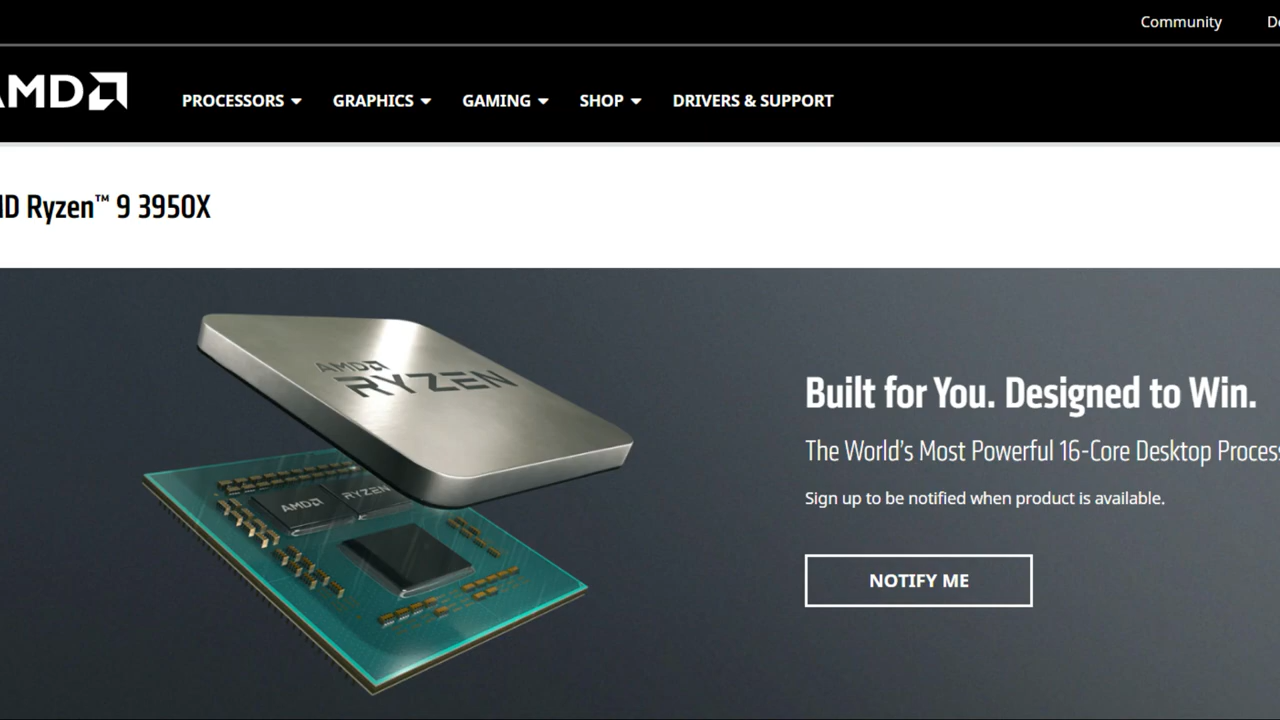 Community
AMD
PROCESSORS GRAPHICS GAMING SHOP DRIVERS & SUPPORT
Ryzen™ 9 3950X
AMD
RYZEN
AMD RYZEN
Built for You. Designed to Win.
The World's Most Powerful 16-Core Desktop
Sign up to be notified when product is available.
NOTIFY ME